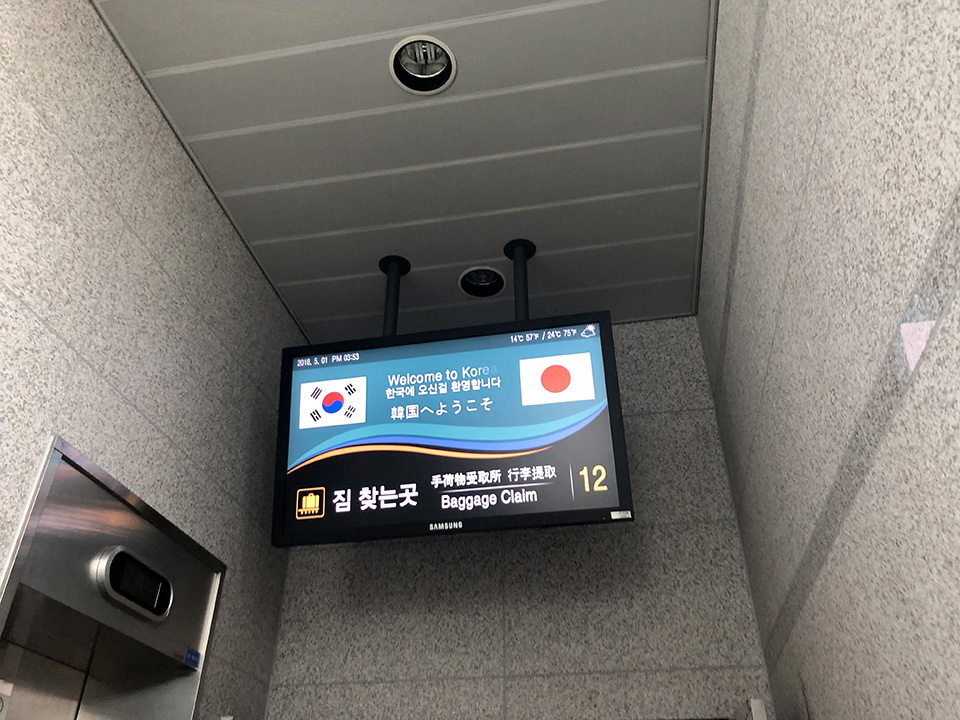 2018. 5. 01 PM 03:53
14℃ 57℉ / 24℃ 75℉
Welcome to Korea
한국에 오신걸 환영합니다
韓国へようこそ
짐 찾는곳
手荷物受取所 行李提取
Baggage Claim
12
SAMSUNG